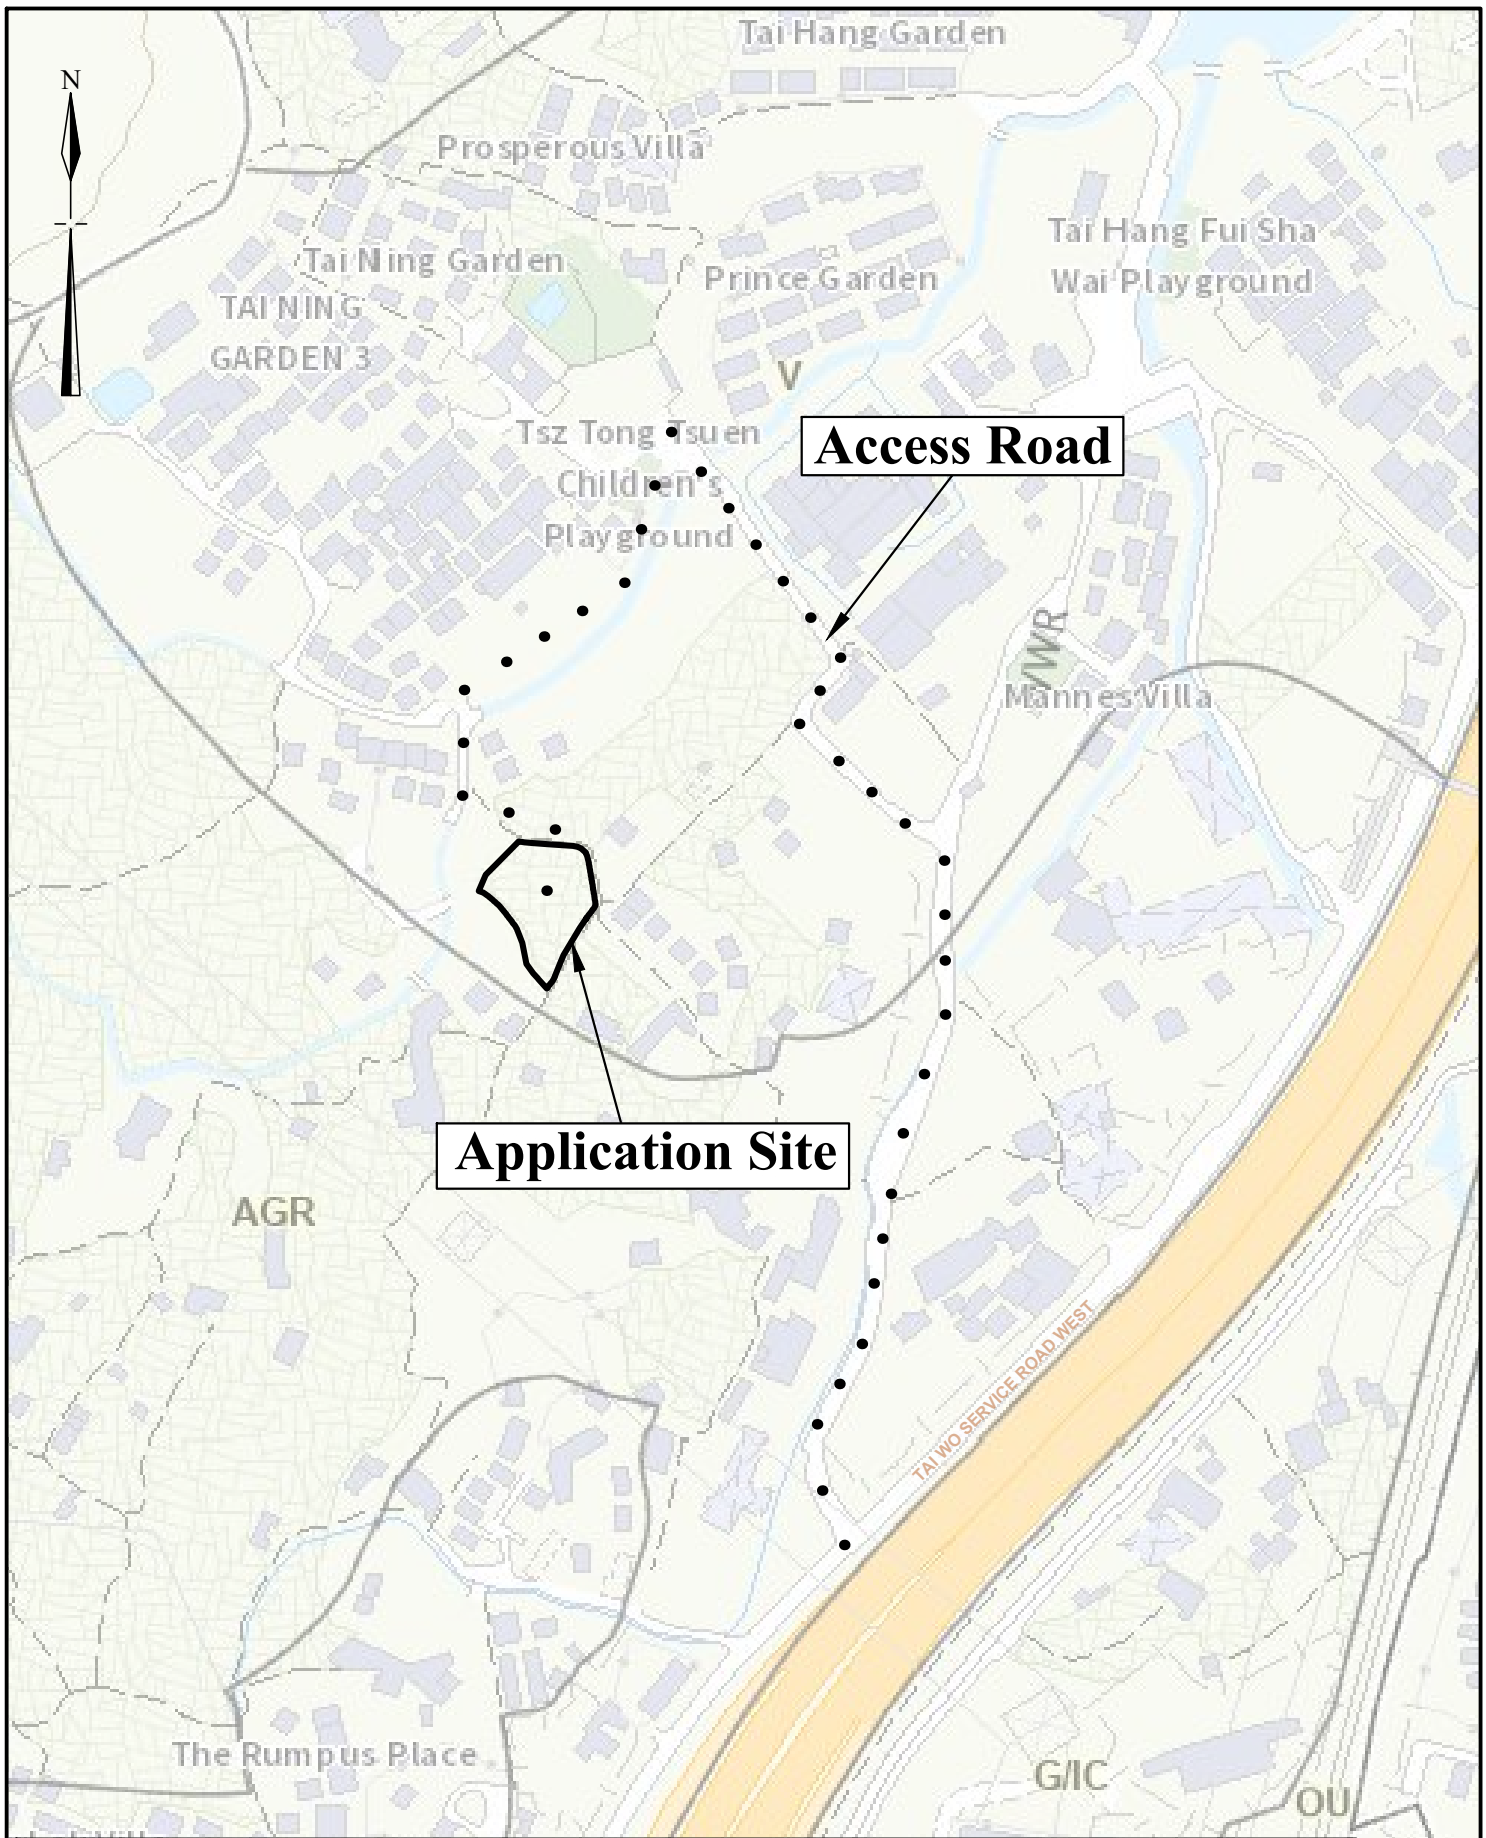 Tai Hang Garden
N
Prosperous Villa
Tai Hang Fui Sha
Wai Playground
Tai Ning Garden
Prince Garden
TAI NING
GARDEN 3
V
Tsz Tong Tsuen
Children's
Playground
Access Road
Mannes Villa
Application Site
AGR
TAI WO SERVICE ROAD WEST
The Rumpus Place
G/IC
OU